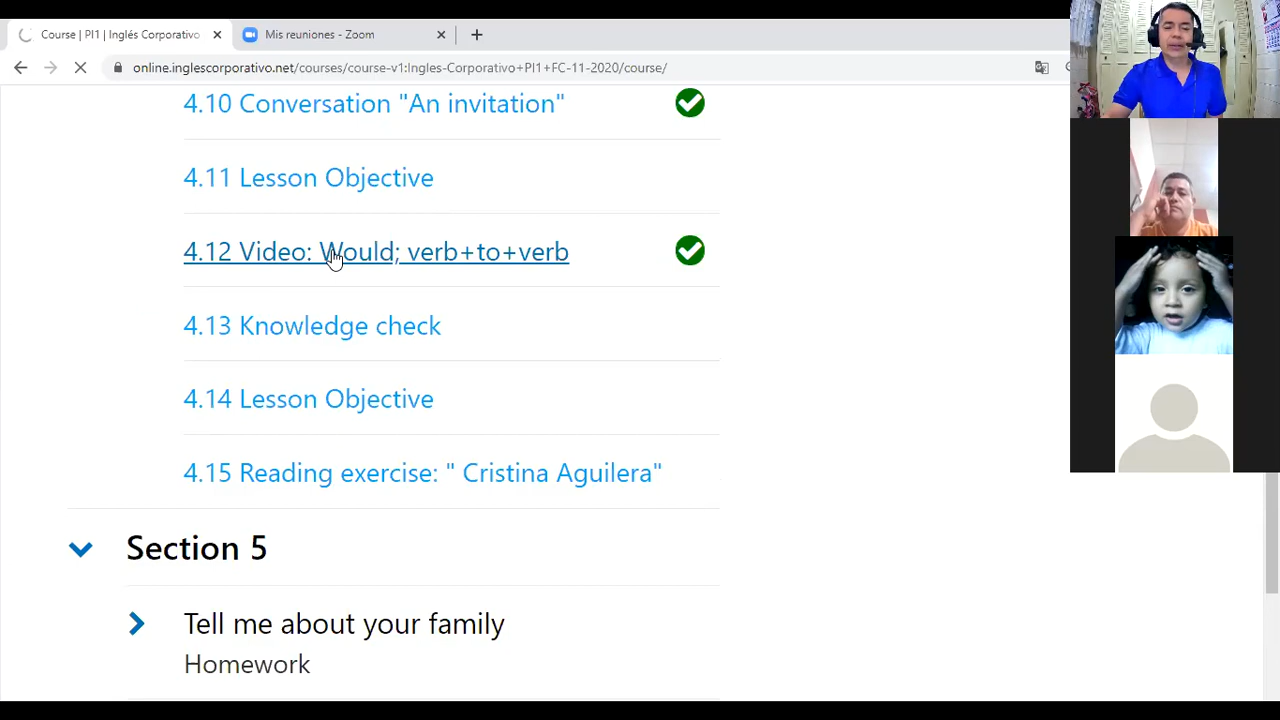 Course | PI1 | Inglés Corporativo
Mis reuniones - Zoom
online.inglescorporativo.net/courses/course-v1:Ingles-Corporativo+PI1+FC-11-2020/course/
4.10 Conversation "An invitation"
4.11 Lesson Objective
4.12 Video: Would; verb+to+verb
4.13 Knowledge check
4.14 Lesson Objective
4.15 Reading exercise: " Cristina Aguilera"
Section 5
Tell me about your family
Homework